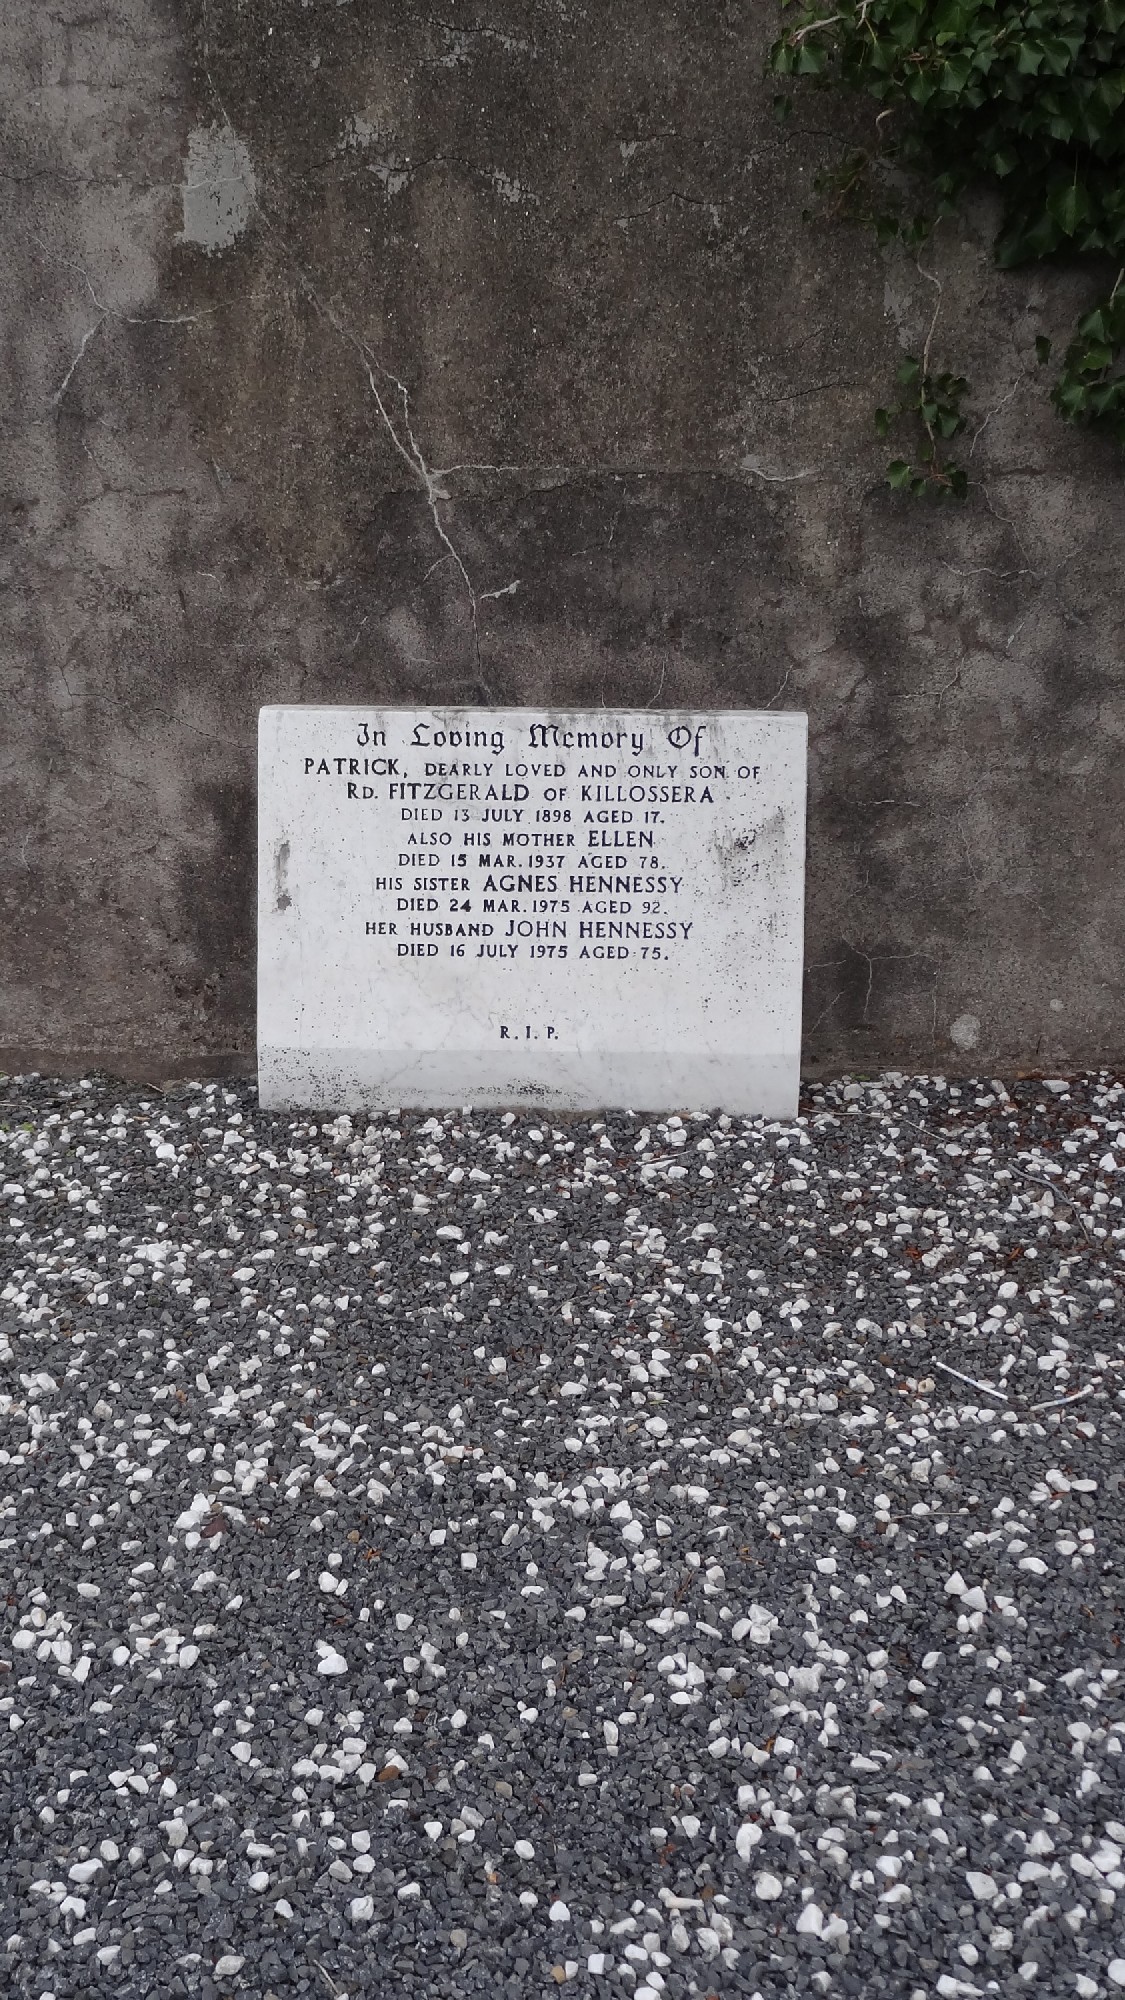 In Loving Memory Of
PATRICK, DEARLY LOVED AND ONLY SON OF
RD. FITZGERALD OF KILLOSSERA
DIED 13 JULY 1898 AGED 17.
ALSO HIS MOTHER ELLEN
DIED 15 MAR. 1937 AGED 78.
HIS SISTER AGNES HENNESSY
DIED 24 MAR. 1975 AGED 92.
HER HUSBAND JOHN HENNESSY
DIED 16 JULY 1975 AGED 75.
R. I. P.